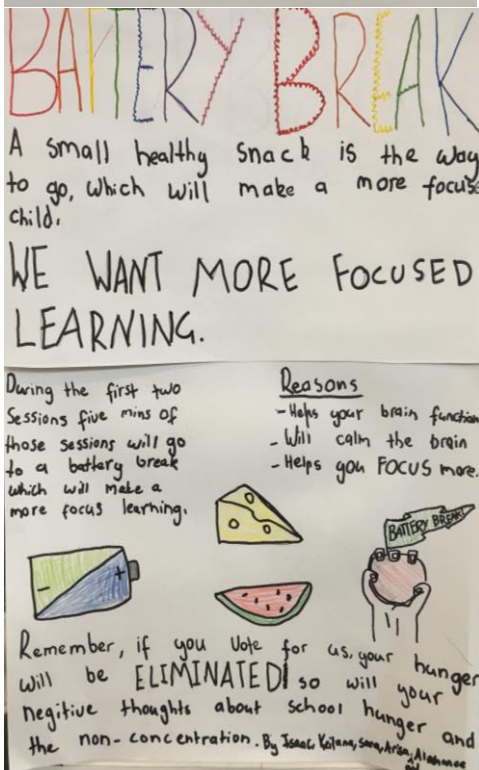 BATTERY BREAK
A small healthy snack is the way
to go, which will make a more focuse
child.
WE WANT MORE FOCUSED
LEARNING.
During the first two
Sessions five mins of
those sessions will go
to a battery break
which will make a
more focus learning.
Reasons
- Helps your brain function
- Will calm the brain
- Helps you FOCUS more.
- +
BATTERY BREAK
Remember, if you Vote for us, your hunger
will be ELIMINATED! so will your
negitive thoughts about school hunger and
the non-concentration. By Isaac, Sara, Arisa,